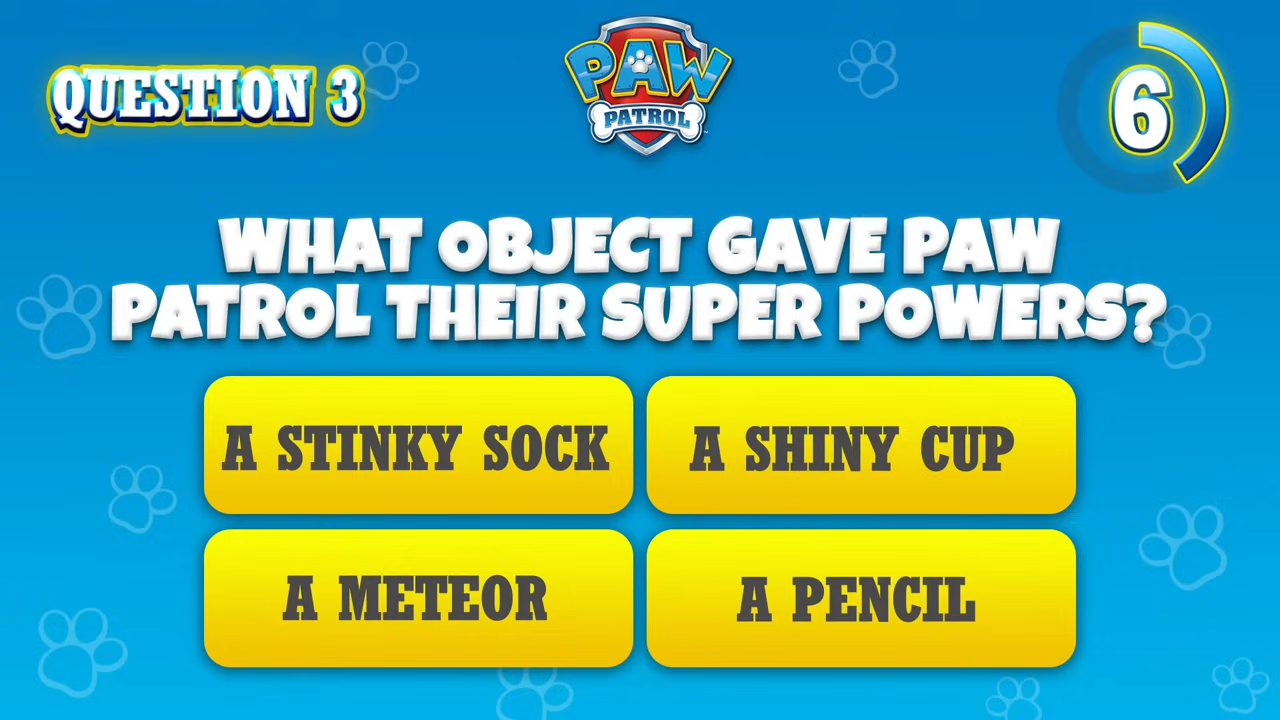 QUESTION 3
PAW
PATROL
6
WHAT OBJECT GAVE PAW
PATROL THEIR SUPER POWERS?
A STINKY SOCK
A SHINY CUP
A METEOR
A PENCIL